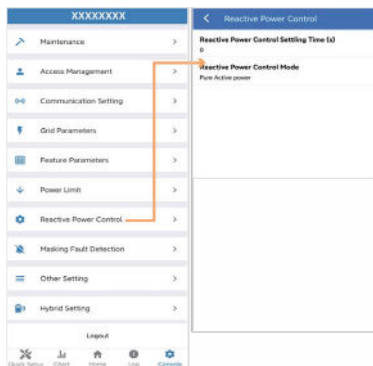 XXXXXXXX
Maintenance
Access Management
Communication Setting
Grid Parameters
Feature Parameters
Power Limit
Reactive Power Control
Masking Fault Detection
Other Setting
Hybrid Setting
Logout
Quick Setup Chart Home Log Console
Reactive Power Control
Reactive Power Control Settling Time (s)
0
Reactive Power Control Mode
Pure Active power